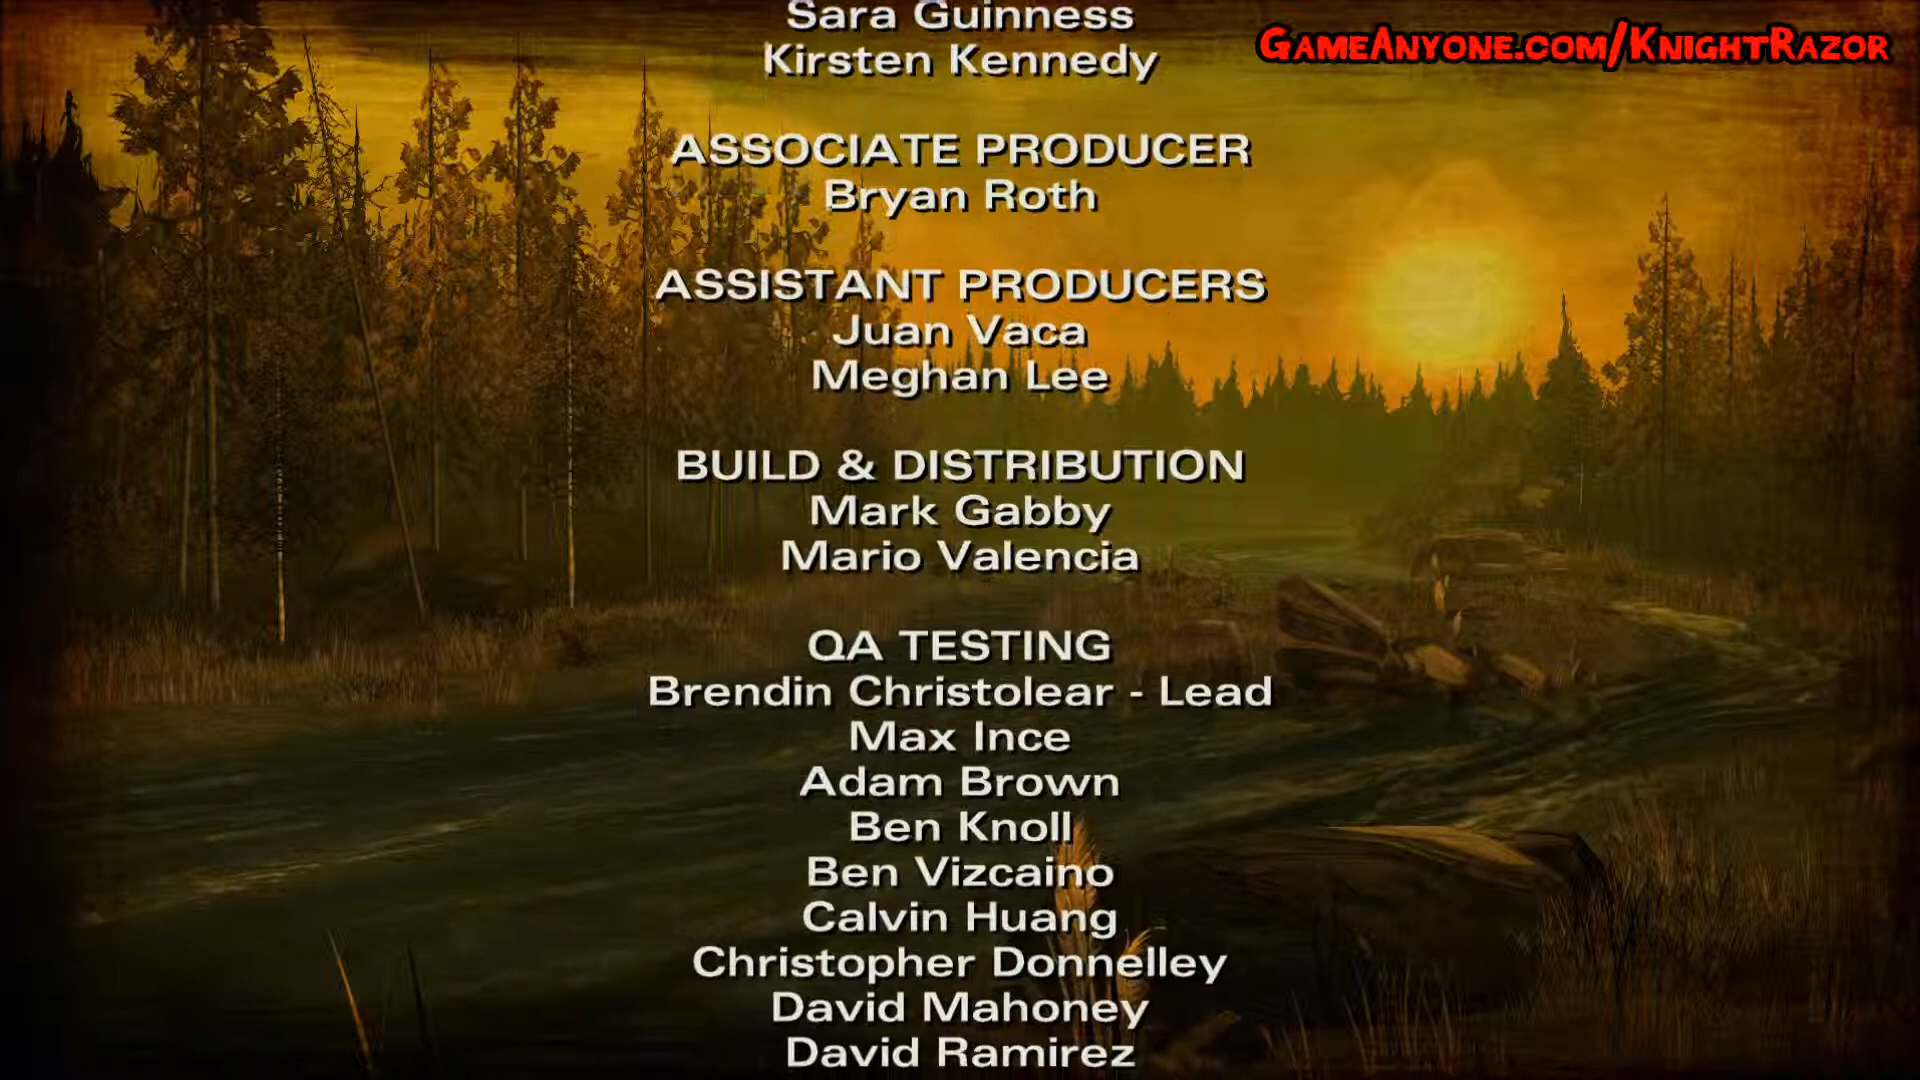 Sara Guinness
Kirsten Kennedy
GameAnyone.com/KnightRazor
ASSOCIATE PRODUCER
Bryan Roth
ASSISTANT PRODUCERS
Juan Vaca
Meghan Lee
BUILD & DISTRIBUTION
Mark Gabby
Mario Valencia
QA TESTING
Brendin Christolear - Lead
Max Ince
Adam Brown
Ben Knoll
Ben Vizcaino
Calvin Huang
Christopher Donnelley
David Mahoney
David Ramirez